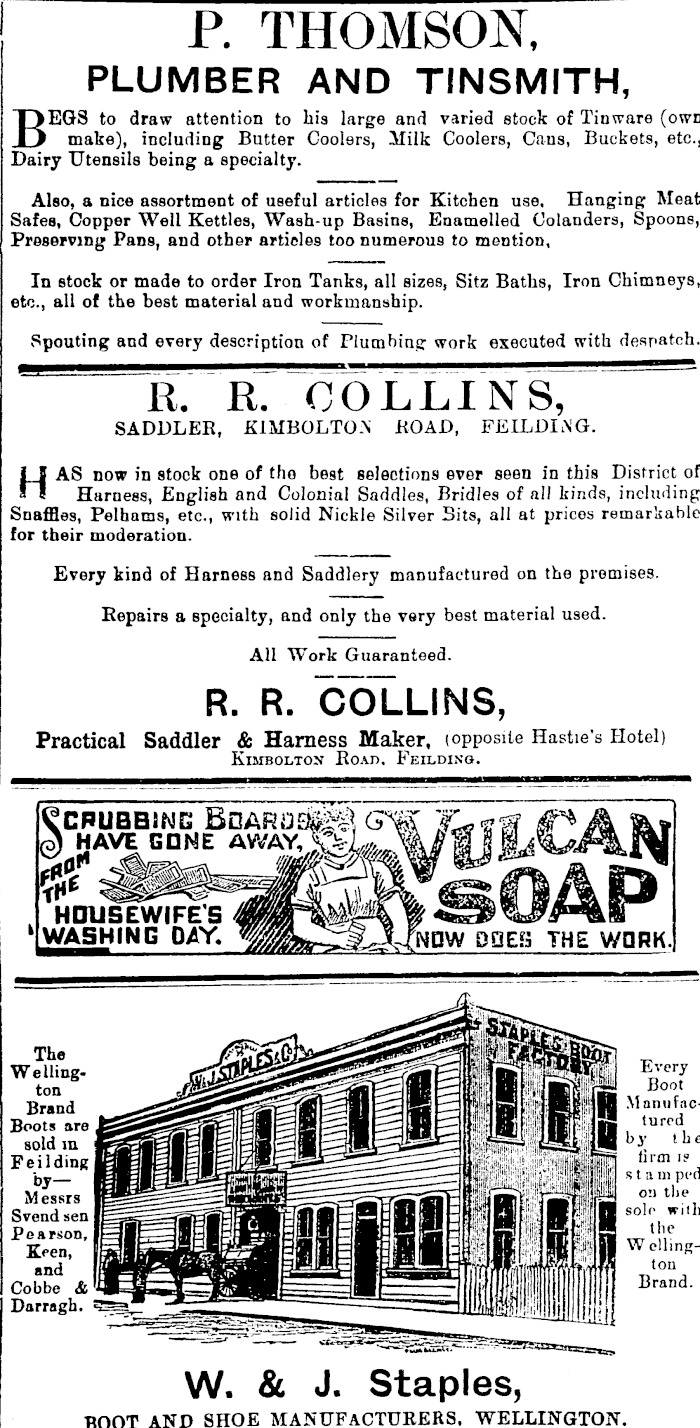 P. THOMSON,
PLUMBER AND TINSMITH,
BEGS to draw attention to his large and varied stock of Tinware (own
make), including Butter Coolers, Milk Coolers, Cans, Buckets, etc.,
Dairy Utensils being a specialty.
Also, a nice assortment of useful articles for Kitchen use, Hanging Meat
Safes, Copper Well Kettles, Wash-up Basins, Enamelled Colanders, Spoons,
Preserving Pans, and other articles too numerous to mention,
In stock or made to order Iron Tanks, all sizes, Sitz Baths, Iron Chimneys,
etc., all of the best material and workmanship.
Spouting and every description of Plumbing work executed with despatch.
R. R. COLLINS,
SADDLER, KIMBOLTON ROAD, FEILDING.
HAS now in stock one of the best selections ever seen in this District of
Harness, English and Colonial Saddles, Bridles of all kinds, including
Snaffles, Pelhams, etc., with solid Nickle Silver Bits, all at prices remarkable
for their moderation.
Every kind of Harness and Saddlery manufactured on the premises.
Repairs a specialty, and only the very best material used.
All Work Guaranteed.
R. R. COLLINS,
Practical Saddler & Harness Maker, (opposite Hastie's Hotel)
KIMBOLTON ROAD, FEILDING.
SCRUBBING BOARDS
HAVE GONE AWAY,
FROM
THE
HOUSEWIFE'S
WASHING DAY.
VULCAN
SOAP
NOW DOES THE WORK.
The
Welling-
ton
Brand
Boots are
sold in
Feilding
by—
Messrs
Svendsen
Pearson,
Keen,
and
Cobbe &
Darragh.
W. J. STAPLES & Co
STAPLES BOOT
FACTORY
Every
Boot
Manufac-
tured
by the
firm is
stamped
on the
sole with
the
Welling-
ton
Brand.
W. & J. Staples,
BOOT AND SHOE MANUFACTURERS, WELLINGTON.